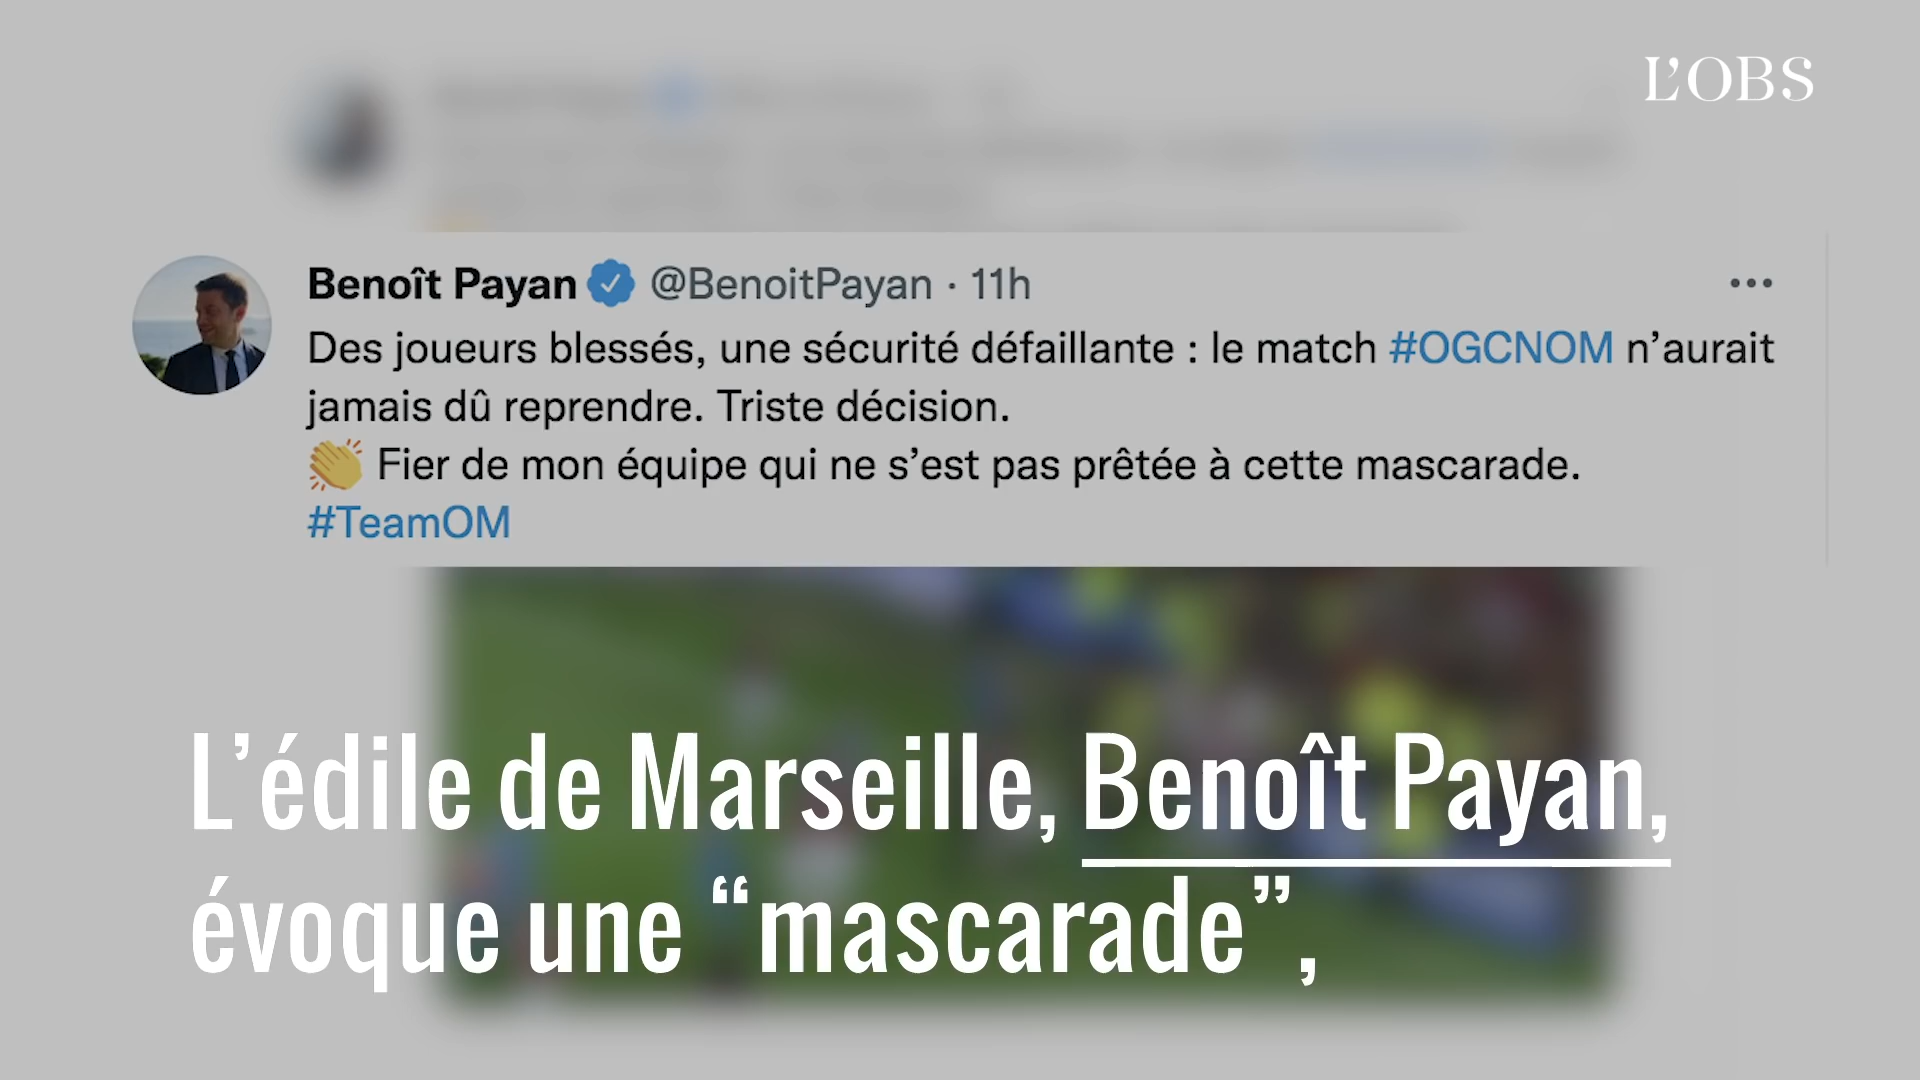 L'OBS
Benoît Payan @BenoitPayan · 11h
Des joueurs blessés, une sécurité défaillante : le match #OGCNOM n’aurait
jamais dû reprendre. Triste décision.
👏 Fier de mon équipe qui ne s’est pas prêtée à cette mascarade.
#TeamOM
L’édile de Marseille, Benoît Payan,
évoque une “mascarade”,